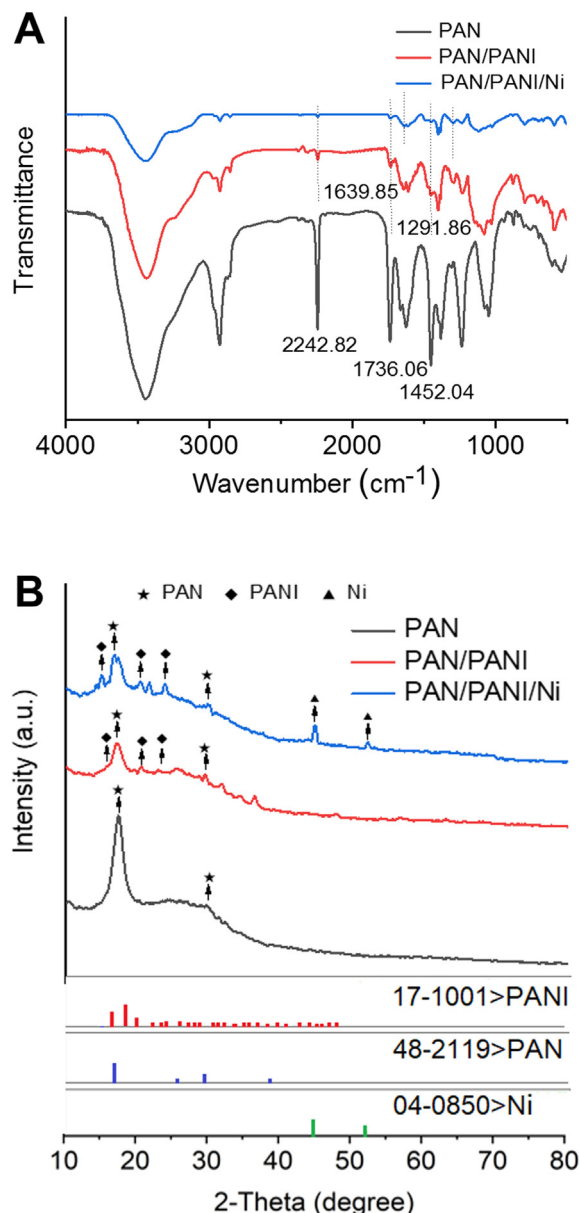 A
PAN
PAN/PANI
PAN/PANI/Ni
Transmittance
1639.85
1291.86
2242.82
1736.06
1452.04
4000 3000 2000 1000
Wavenumber (cm-1)
B
★ PAN ◆ PANI ▲ Ni
PAN
PAN/PANI
PAN/PANI/Ni
Intensity (a.u.)
17-1001>PANI
48-2119>PAN
04-0850>Ni
10 20 30 40 50 60 70 80
2-Theta (degree)